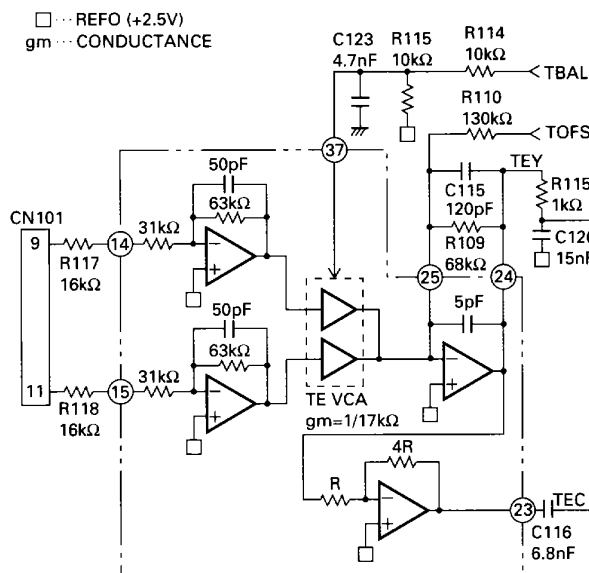 REFO (+2.5V)
gm ··· CONDUCTANCE
C123
4.7nF
R115
10kΩ
R114
10kΩ
TBAL
R110
130kΩ
TOFS
37
TEY
50pF
63kΩ
C115
120pF
R115
1kΩ
CN101
9
14
31kΩ
R109
68kΩ
C126
15nF
R117
16kΩ
25
24
50pF
5pF
63kΩ
11
15
31kΩ
R118
16kΩ
TE VCA
gm=1/17kΩ
4R
R
23
TEC
C116
6.8nF